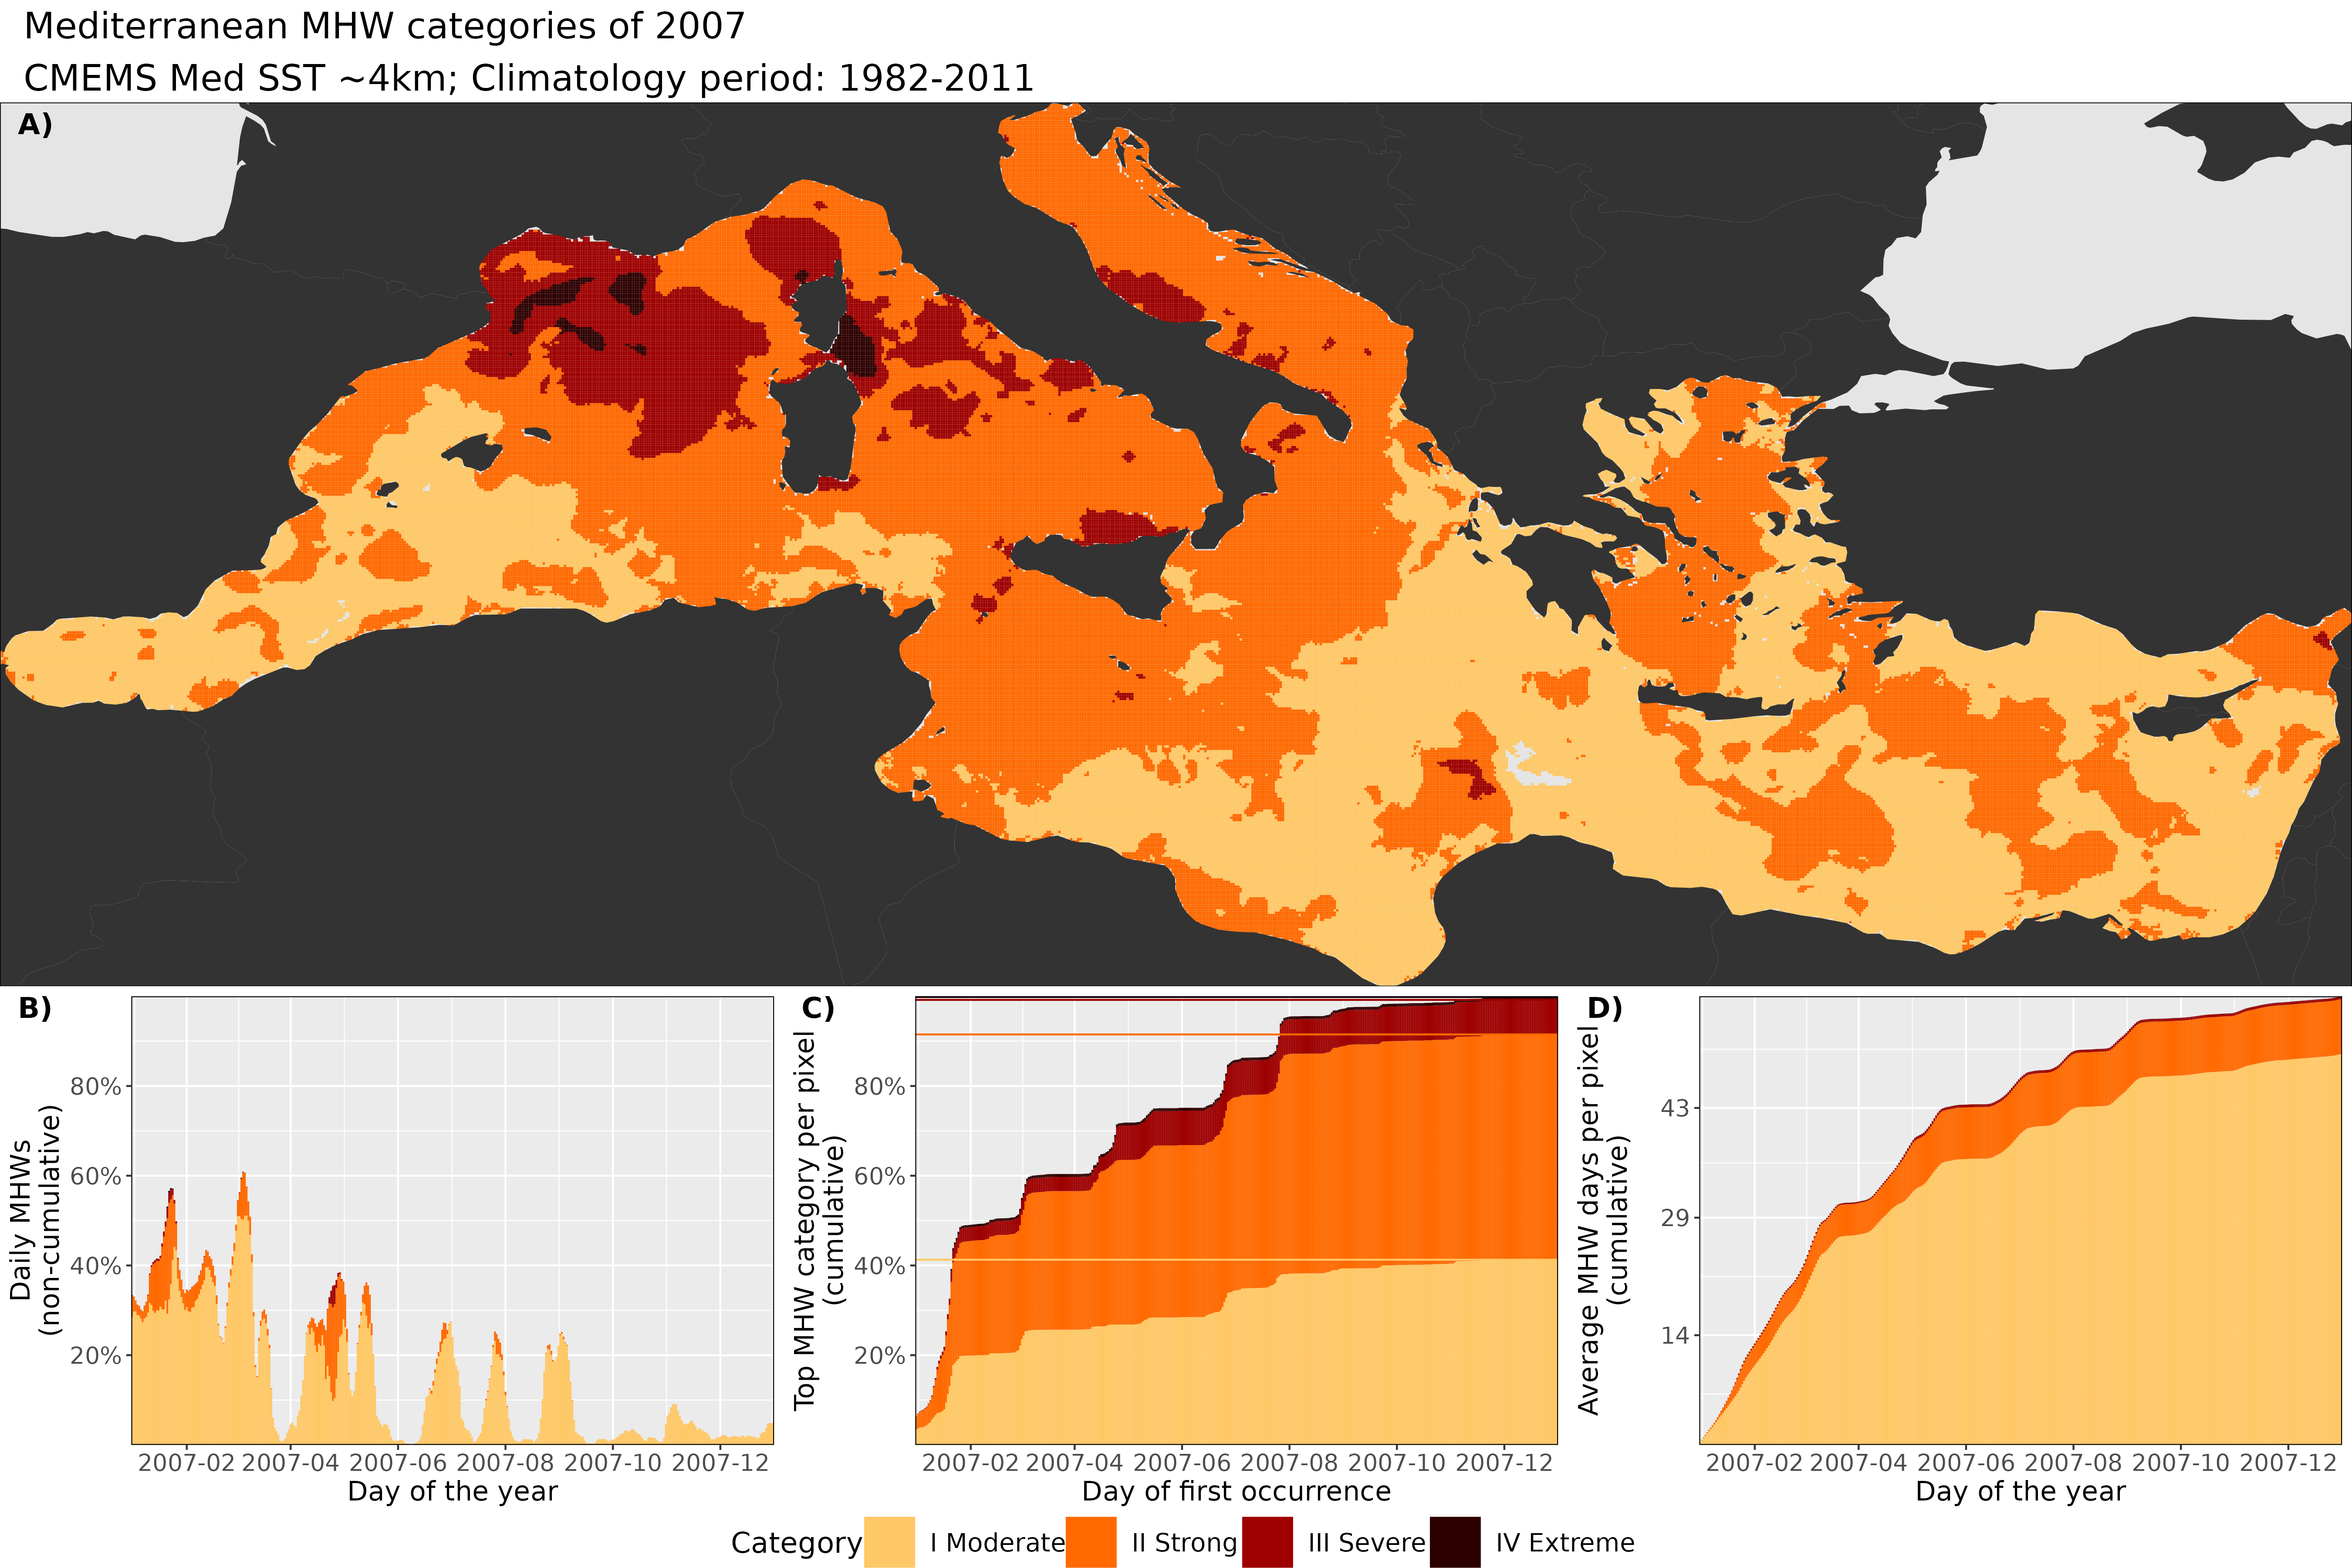 Mediterranean MHW categories of 2007
CMEMS Med SST ~4km; Climatology period: 1982-2011
A)
B)
Daily MHWs
(non-cumulative)
80%
60%
40%
20%
2007-02 2007-04 2007-06 2007-08 2007-10 2007-12
Day of the year
C)
Top MHW category per pixel
(cumulative)
80%
60%
40%
20%
2007-02 2007-04 2007-06 2007-08 2007-10 2007-12
Day of first occurrence
D)
Average MHW days per pixel
(cumulative)
43
29
14
2007-02 2007-04 2007-06 2007-08 2007-10 2007-12
Day of the year
Category I Moderate II Strong III Severe IV Extreme